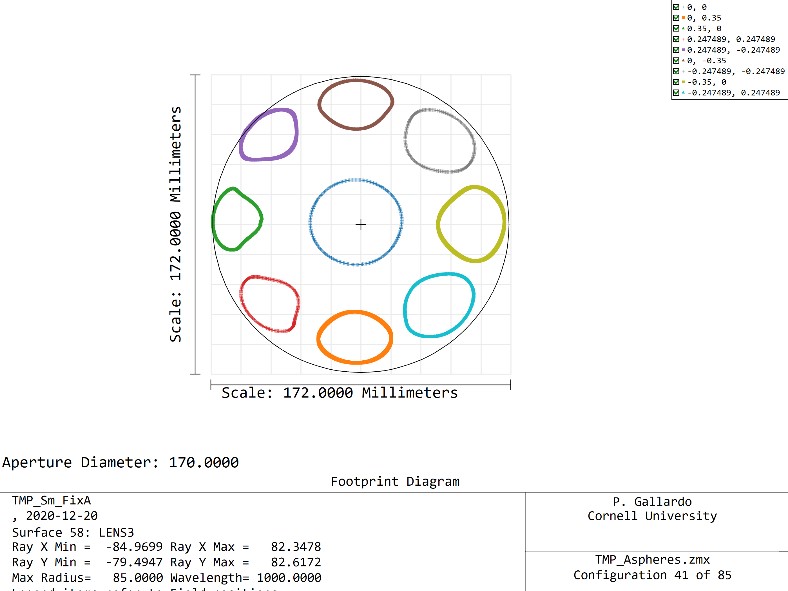 0, 0
0, 0.35
0.35, 0
0.247489, 0.247489
0.247489, -0.247489
0, -0.35
-0.247489, -0.247489
-0.35, 0
-0.247489, 0.247489
Scale: 172.0000 Millimeters
Scale: 172.0000 Millimeters
Aperture Diameter: 170.0000
Footprint Diagram
TMP_Sm_FixA
, 2020-12-20
Surface 58: LENS3
Ray X Min = -84.9699 Ray X Max = 82.3478
Ray Y Min = -79.4947 Ray Y Max = 82.6172
Max Radius= 85.0000 Wavelength= 1000.0000
P. Gallardo
Cornell University
TMP_Aspheres.zmx
Configuration 41 of 85